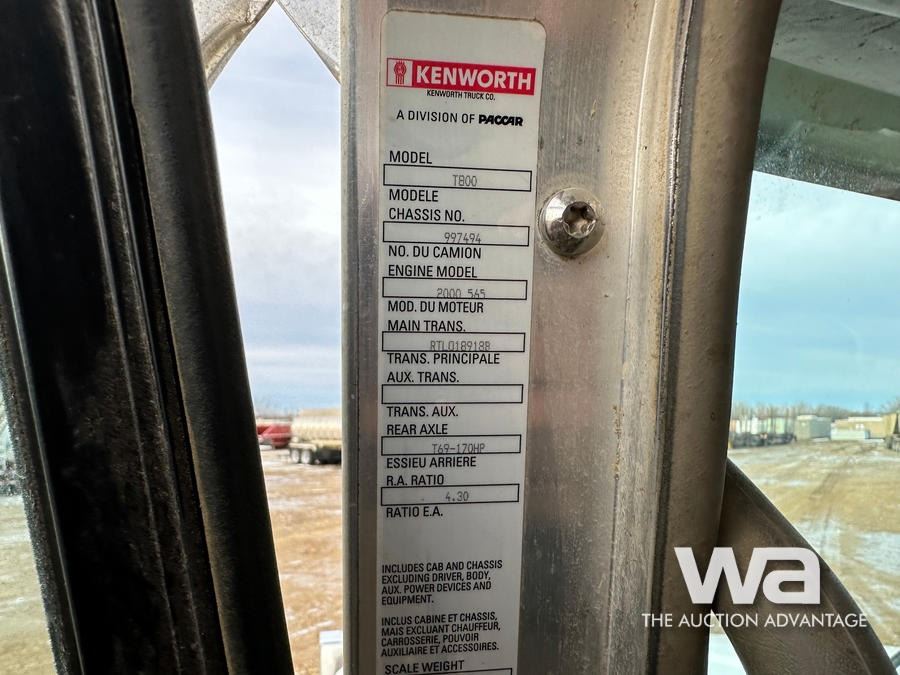 KENWORTH
KENWORTH TRUCK CO.
A DIVISION OF PACCAR
MODEL
T800
MODELE
CHASSIS NO.
997494
NO. DU CAMION
ENGINE MODEL
2000 565
MOD. DU MOTEUR
MAIN TRANS.
RTLO18918B
TRANS. PRINCIPALE
AUX. TRANS.
TRANS. AUX.
REAR AXLE
T69-170HP
ESSIEU ARRIERE
R.A. RATIO
4.30
RATIO E.A.
INCLUDES CAB AND CHASSIS
EXCLUDING DRIVER, BODY,
AUX. POWER DEVICES AND
EQUIPMENT.
INCLUS CABINE ET CHASSIS,
MAIS EXCLUANT CHAUFFEUR,
CARROSSERIE, POUVOIR
AUXILIAIRE ET ACCESSOIRES.
SCALE WEIGHT
wa
THE AUCTION ADVANTAGE